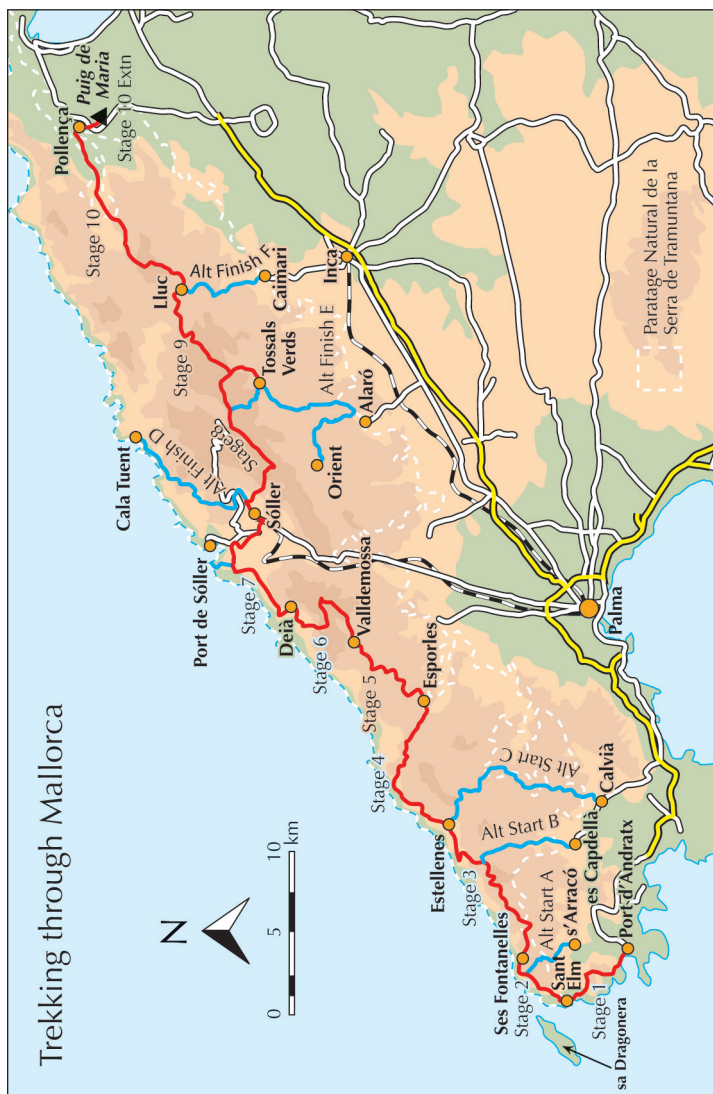 Trekking through Mallorca
N
0
5
10
km
Pollença
Puig de
Maria
Stage 10 Extn
Stage 10
Lluc
Alt Finish F
Caimari
Inca
Stage 9
Tossals
Verds
Alt Finish E
Alaró
Orient
Cala Tuent
Alt Finish D
Stage 8
Sóller
Port de Sóller
Stage 7
Deià
Stage 6
Valldemossa
Stage 5
Esporles
Stage 4
Palma
Estellenes
Alt Start C
Calvià
Alt Start B
es Capdellà
Stage 3
Ses Fontanelles
Alt Start A
s'Arracó
Stage 2
Sant
Elm
Port d'Andratx
Stage 1
sa Dragonera
Paratage Natural de la
Serra de Tramuntana